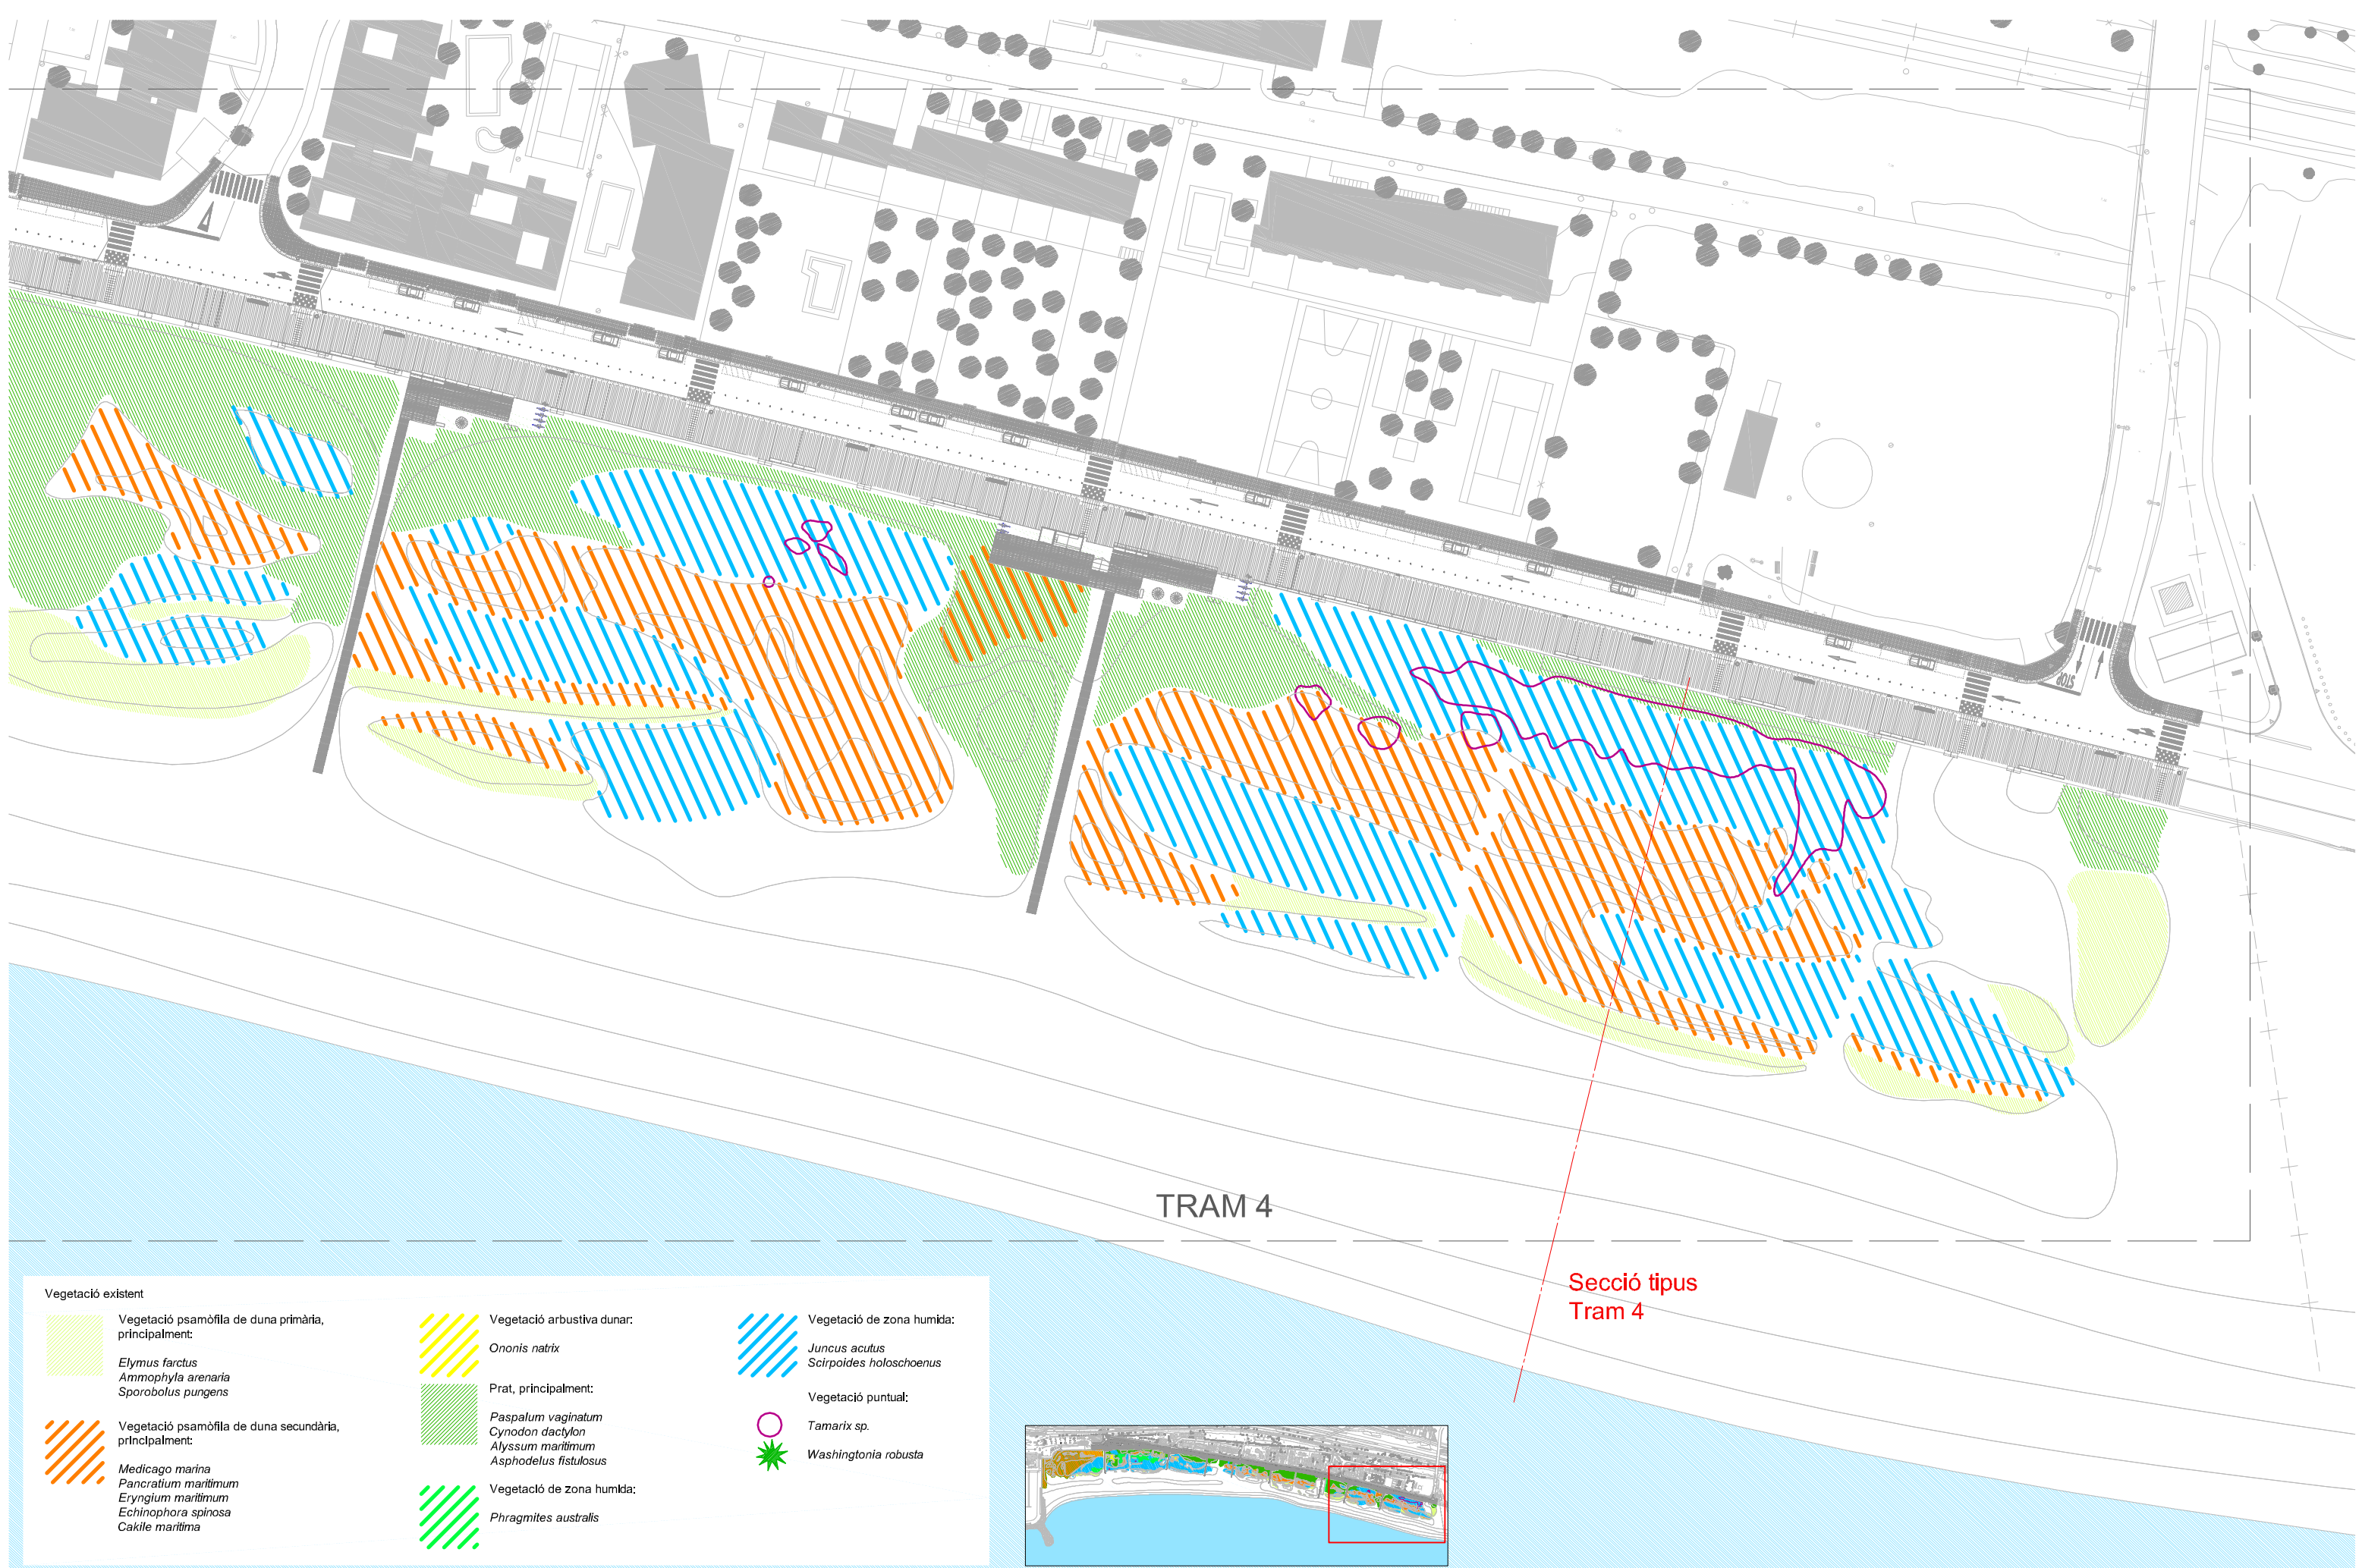 STOP
TRAM 4
Secció tipus
Tram 4
Vegetació existent
Vegetació psamòfila de duna primària,
principalment:
Elymus farctus
Ammophyla arenaria
Sporobolus pungens
Vegetació psamòfila de duna secundària,
principalment:
Medicago marina
Pancratium maritimum
Eryngium maritimum
Echinophora spinosa
Cakile maritima
Vegetació arbustiva dunar:
Ononis natrix
Prat, principalment:
Paspalum vaginatum
Cynodon dactylon
Alyssum maritimum
Asphodelus fistulosus
Vegetació de zona humida:
Phragmites australis
Vegetació de zona humida:
Juncus acutus
Scirpoides holoschoenus
Vegetació puntual:
Tamarix sp.
Washingtonia robusta